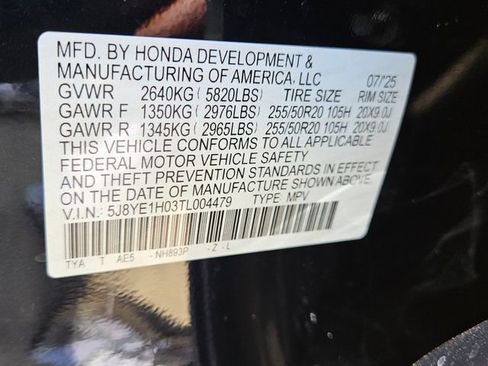 MFD. BY HONDA DEVELOPMENT &
MANUFACTURING OF AMERICA, LLC 07/25
GVWR 2640KG ( 5820LBS) TIRE SIZE RIM SIZE
GAWR F 1350KG ( 2976LBS) 255/50R20 105H 20X9.0J
GAWR R 1345KG ( 2965LBS) 255/50R20 105H 20X9.0J
THIS VEHICLE CONFORMS TO ALL APPLICABLE
FEDERAL MOTOR VEHICLE SAFETY
AND THEFT PREVENTION STANDARDS IN EFFECT
ON THE DATE OF MANUFACTURE SHOWN ABOVE.
V.I.N.: 5J8YE1H03TL004479 TYPE: MPV
TYA T AE5 - NH893P - Z - L